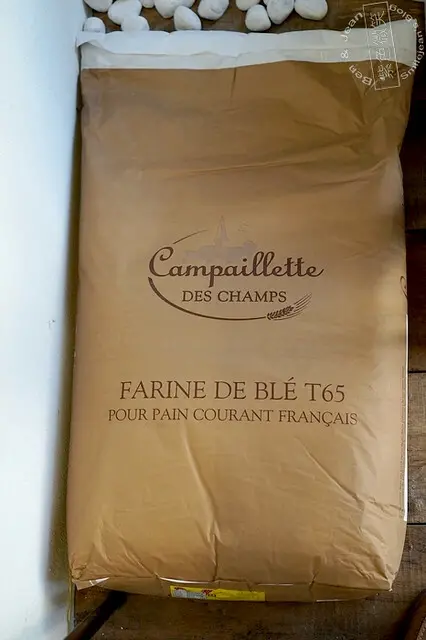 Campaillette
DES CHAMPS
FARINE DE BLÉ T65
POUR PAIN COURANT FRANÇAIS